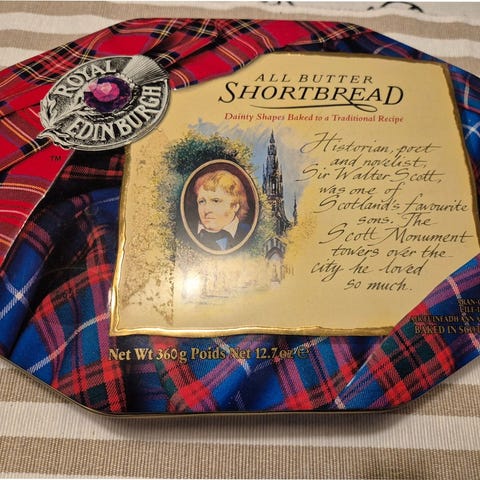 ROYAL
EDINBURGH
™
ALL BUTTER
SHORTBREAD
Dainty Shapes Baked to a Traditional Recipe
Historian, poet
and novelist,
Sir Walter Scott,
was one of
Scotland's favourite
sons. The
Scott Monument
towers over the
city he loved
so much.
Net Wt 360g Poids Net 12.7oz ℮
BAKED IN